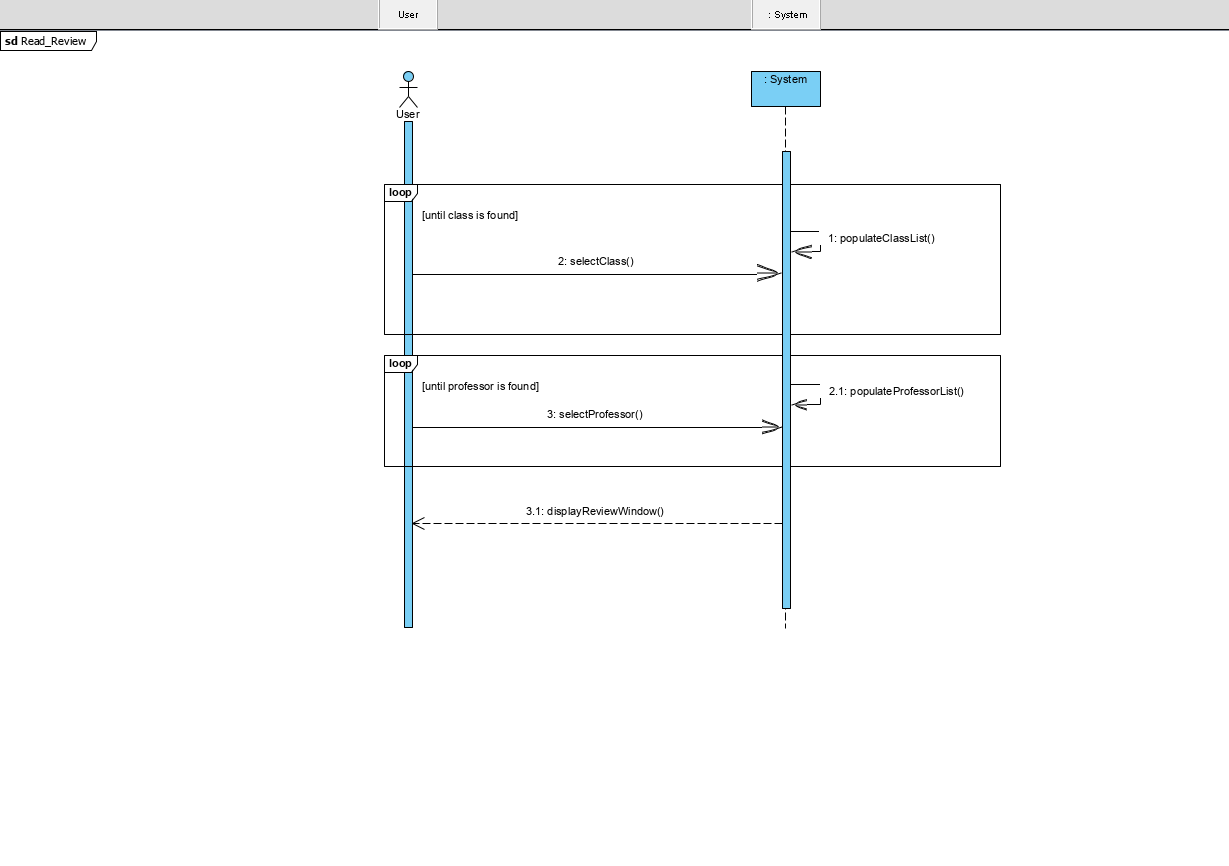 User
: System
sd Read_Review
: System
User
loop
[until class is found]
1: populateClassList()
2: selectClass()
loop
[until professor is found]
2.1: populateProfessorList()
3: selectProfessor()
3.1: displayReviewWindow()